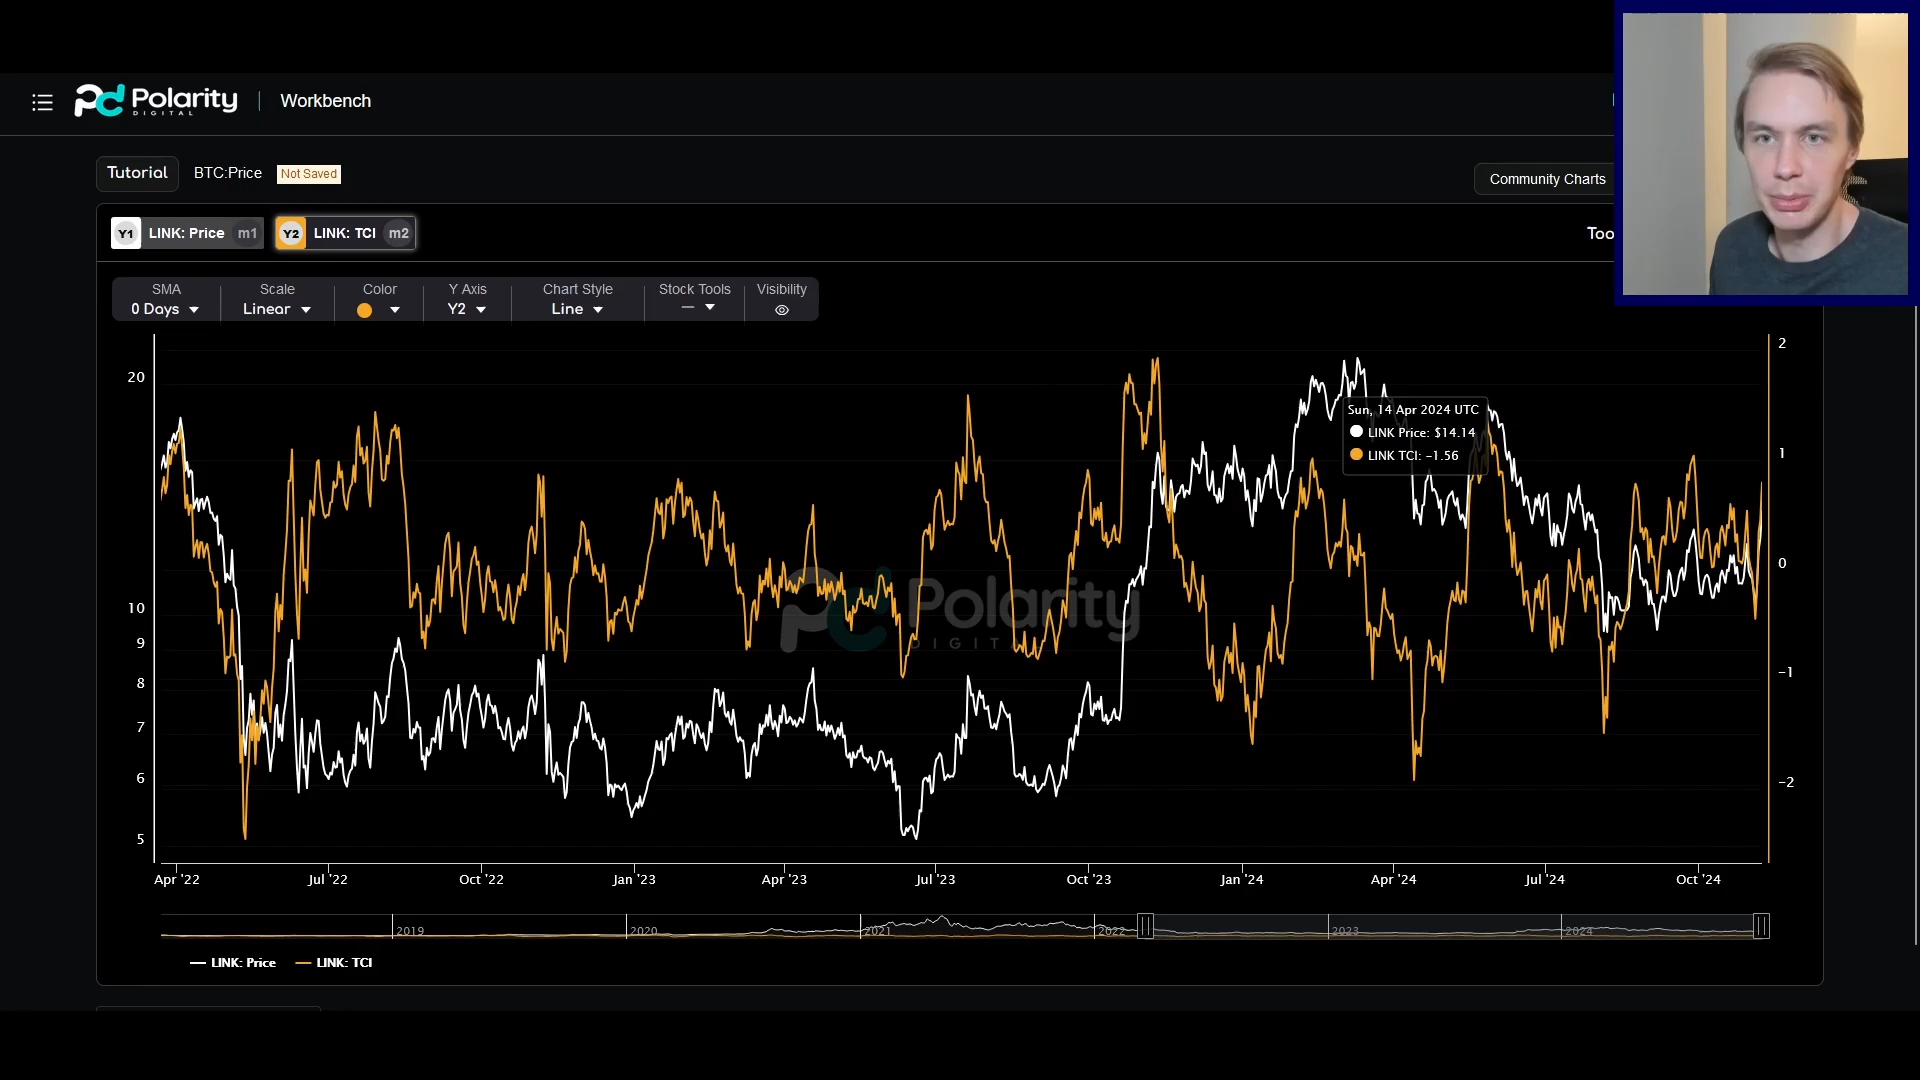 Polarity DIGITAL | Workbench
Tutorial BTC:Price Not Saved Community Charts
Y1 LINK: Price m1 Y2 LINK: TCI m2
SMA Scale Color Y Axis Chart Style Stock Tools Visibility
0 Days Linear Y2 Line
20
10
9
8
7
6
5
2
1
0
-1
-2
Sun, 14 Apr 2024 UTC
LINK Price: $14.14
LINK TCI: -1.56
Polarity
Apr '22 Jul '22 Oct '22 Jan '23 Apr '23 Jul '23 Oct '23 Jan '24 Apr '24 Jul '24 Oct '24
2019 2020 2021 2022 2023 2024
LINK: Price LINK: TCI